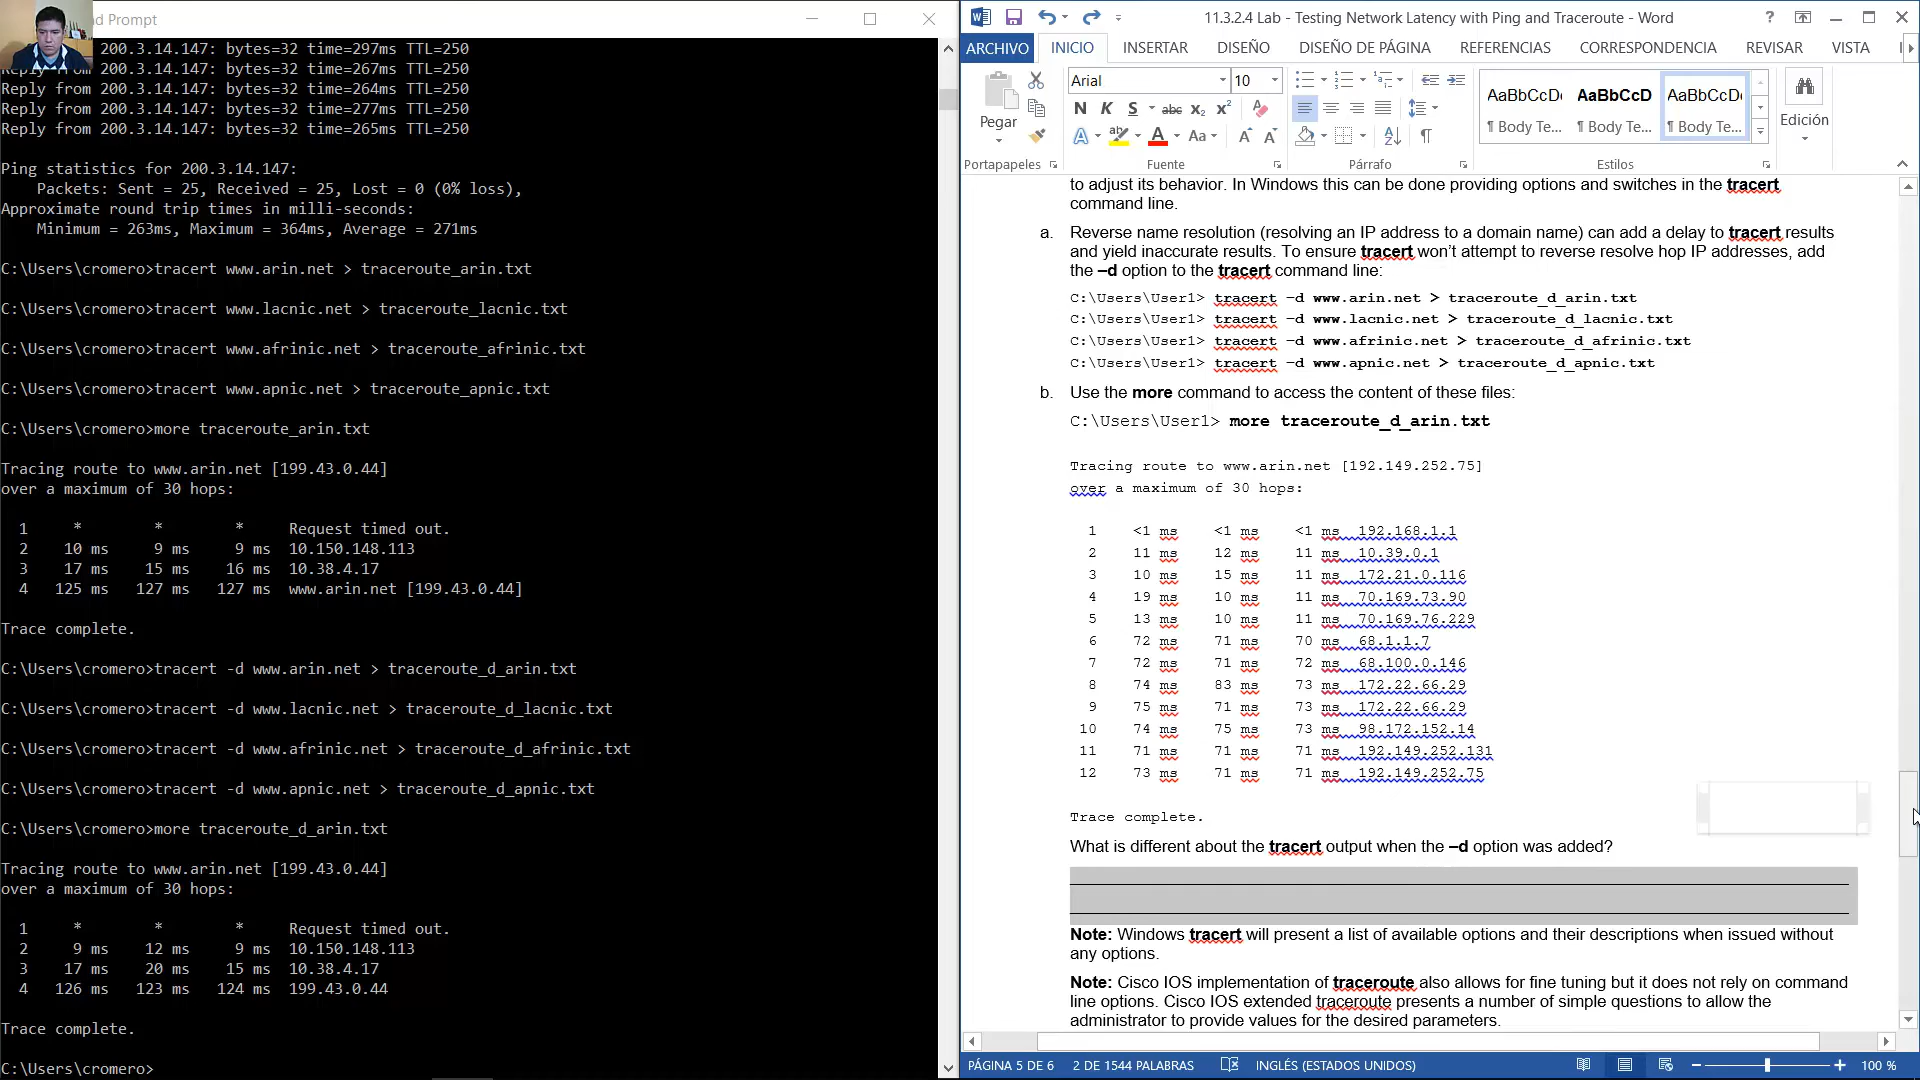 nd Prompt
200.3.14.147: bytes=32 time=297ms TTL=250
Reply from 200.3.14.147: bytes=32 time=267ms TTL=250
Reply from 200.3.14.147: bytes=32 time=264ms TTL=250
Reply from 200.3.14.147: bytes=32 time=277ms TTL=250
Reply from 200.3.14.147: bytes=32 time=265ms TTL=250
Ping statistics for 200.3.14.147:
Packets: Sent = 25, Received = 25, Lost = 0 (0% loss),
Approximate round trip times in milli-seconds:
Minimum = 263ms, Maximum = 364ms, Average = 271ms
C:\Users\cromero>tracert www.arin.net > traceroute_arin.txt
C:\Users\cromero>tracert www.lacnic.net > traceroute_lacnic.txt
C:\Users\cromero>tracert www.afrinic.net > traceroute_afrinic.txt
C:\Users\cromero>tracert www.apnic.net > traceroute_apnic.txt
C:\Users\cromero>more traceroute_arin.txt
Tracing route to www.arin.net [199.43.0.44]
over a maximum of 30 hops:
1 * * * Request timed out.
2 10 ms 9 ms 9 ms 10.150.148.113
3 17 ms 15 ms 16 ms 10.38.4.17
4 125 ms 127 ms 127 ms www.arin.net [199.43.0.44]
Trace complete.
C:\Users\cromero>tracert -d www.arin.net > traceroute_d_arin.txt
C:\Users\cromero>tracert -d www.lacnic.net > traceroute_d_lacnic.txt
C:\Users\cromero>tracert -d www.afrinic.net > traceroute_d_afrinic.txt
C:\Users\cromero>tracert -d www.apnic.net > traceroute_d_apnic.txt
C:\Users\cromero>more traceroute_d_arin.txt
Tracing route to www.arin.net [199.43.0.44]
over a maximum of 30 hops:
1 * * * Request timed out.
2 9 ms 12 ms 9 ms 10.150.148.113
3 17 ms 20 ms 15 ms 10.38.4.17
4 126 ms 123 ms 124 ms 199.43.0.44
Trace complete.
C:\Users\cromero>
11.3.2.4 Lab - Testing Network Latency with Ping and Traceroute - Word
ARCHIVO INICIO INSERTAR DISEÑO DISEÑO DE PÁGINA REFERENCIAS CORRESPONDENCIA REVISAR VISTA
Arial 10
Pegar
N K S abc X₂ X²
A ab A Aa A A
AaBbCcDc AaBbCcD AaBbCcDc
¶ Body Te... ¶ Body Te... ¶ Body Te...
Edición
Portapapeles Fuente Párrafo Estilos
to adjust its behavior. In Windows this can be done providing options and switches in the tracert
command line.
a. Reverse name resolution (resolving an IP address to a domain name) can add a delay to tracert results
and yield inaccurate results. To ensure tracert won't attempt to reverse resolve hop IP addresses, add
the –d option to the tracert command line:
C:\Users\User1> tracert –d www.arin.net > traceroute_d_arin.txt
C:\Users\User1> tracert –d www.lacnic.net > traceroute_d_lacnic.txt
C:\Users\User1> tracert –d www.afrinic.net > traceroute_d_afrinic.txt
C:\Users\User1> tracert –d www.apnic.net > traceroute_d_apnic.txt
b. Use the more command to access the content of these files:
C:\Users\User1> more traceroute_d_arin.txt
Tracing route to www.arin.net [192.149.252.75]
over a maximum of 30 hops:
1 <1 ms <1 ms <1 ms 192.168.1.1
2 11 ms 12 ms 11 ms 10.39.0.1
3 10 ms 15 ms 11 ms 172.21.0.116
4 19 ms 10 ms 11 ms 70.169.73.90
5 13 ms 10 ms 11 ms 70.169.76.229
6 72 ms 71 ms 70 ms 68.1.1.7
7 72 ms 71 ms 72 ms 68.100.0.146
8 74 ms 83 ms 73 ms 172.22.66.29
9 75 ms 71 ms 73 ms 172.22.66.29
10 74 ms 75 ms 73 ms 98.172.152.14
11 71 ms 71 ms 71 ms 192.149.252.131
12 73 ms 71 ms 71 ms 192.149.252.75
Trace complete.
What is different about the tracert output when the –d option was added?
Note: Windows tracert will present a list of available options and their descriptions when issued without
any options.
Note: Cisco IOS implementation of traceroute also allows for fine tuning but it does not rely on command
line options. Cisco IOS extended traceroute presents a number of simple questions to allow the
administrator to provide values for the desired parameters.
PÁGINA 5 DE 6 2 DE 1544 PALABRAS INGLÉS (ESTADOS UNIDOS) 100 %